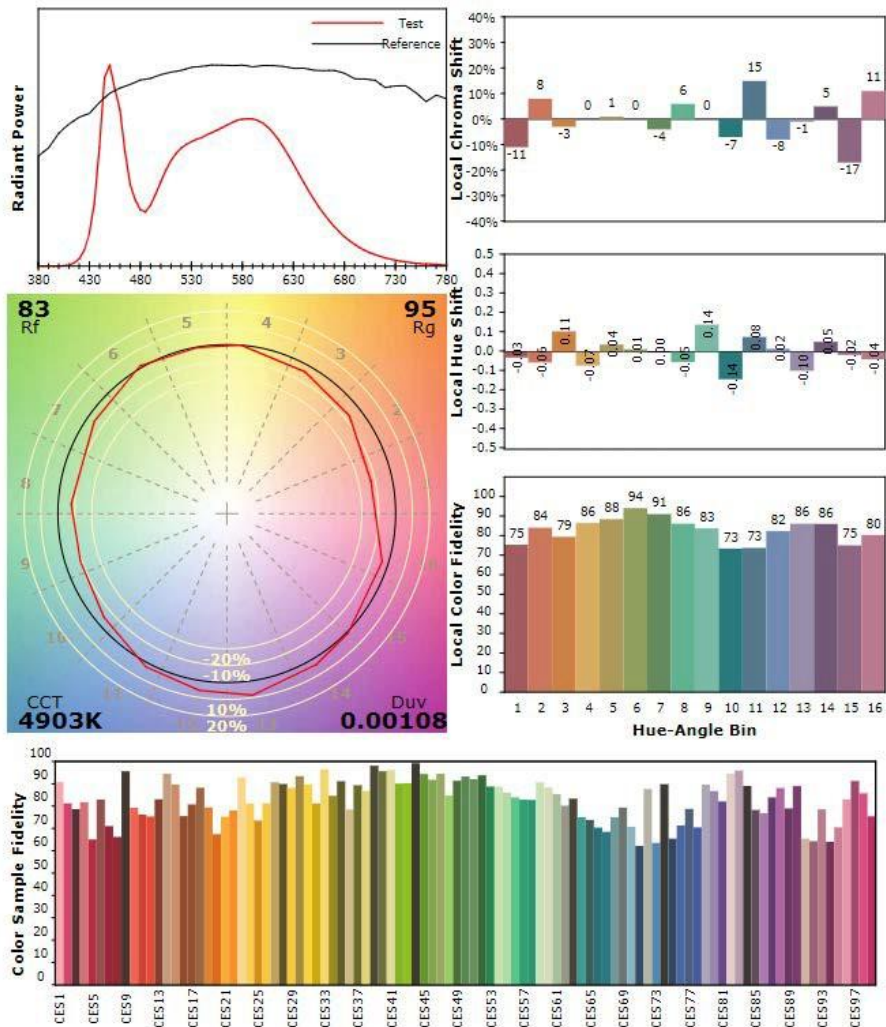 Test
Reference
Radiant Power
380 430 480 530 580 630 680 730 780
Local Chroma Shift
40%
30%
20%
10%
0%
-10%
-20%
-30%
-40%
-11 8 -3 0 1 0 -4 6 0 -7 15 -8 -1 5 -17 11
Local Hue Shift
0.5
0.4
0.3
0.2
0.1
0.0
-0.1
-0.2
-0.3
-0.4
-0.5
-0.03 0.11 -0.07 0.04 0.01 0.00 0.14 -0.14 0.08 0.02 -0.10 0.05 -0.02 -0.04
83
Rf
95
Rg
5 4
6 3
2
8
9
16
14
-20%
-10%
10%
20%
CCT
4903K
Duv
0.00108
Local Color Fidelity
100
90
80
70
60
50
40
30
20
10
0
75 84 79 86 88 94 91 86 83 73 73 82 86 86 75 80
1 2 3 4 5 6 7 8 9 10 11 12 13 14 15 16
Hue-Angle Bin
Color Sample Fidelity
100
90
80
70
60
50
40
30
20
10
0
CES1 CES5 CES9 CES13 CES17 CES21 CES25 CES29 CES33 CES37 CES41 CES45 CES49 CES53 CES57 CES61 CES65 CES69 CES73 CES77 CES81 CES85 CES89 CES93 CES97